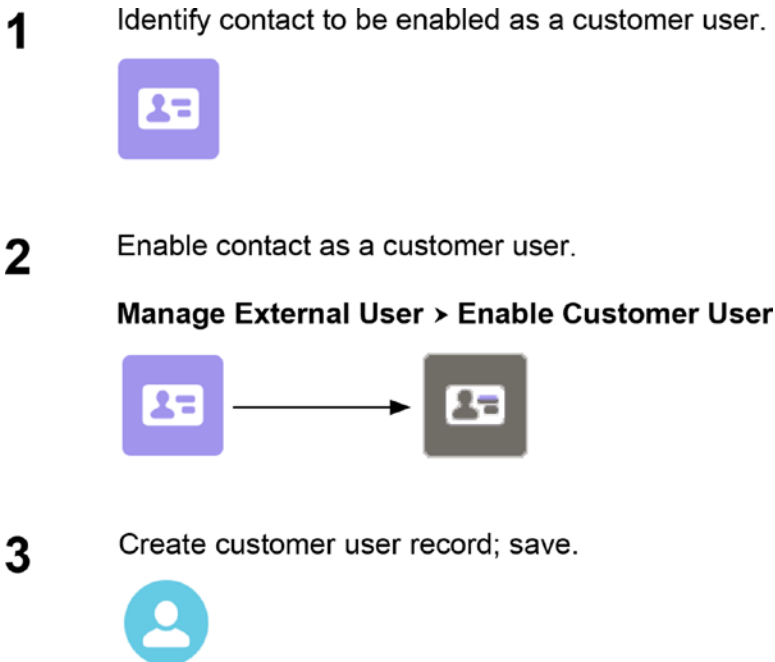 1
Identify contact to be enabled as a customer user.
2
Enable contact as a customer user.
Manage External User > Enable Customer User
3
Create customer user record; save.